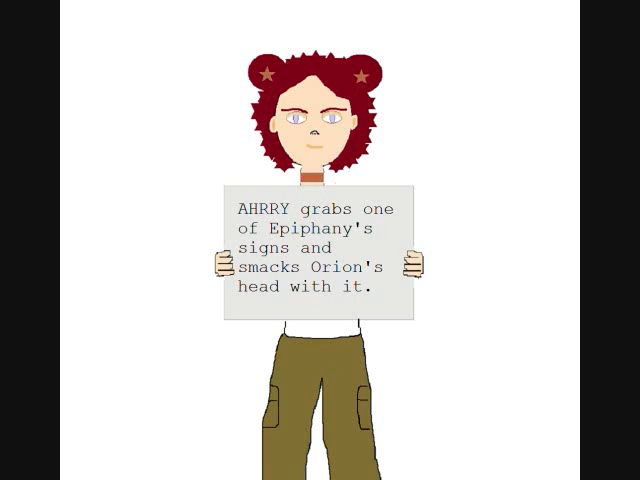 AHRRY grabs one
of Epiphany's
signs and
smacks Orion's
head with it.